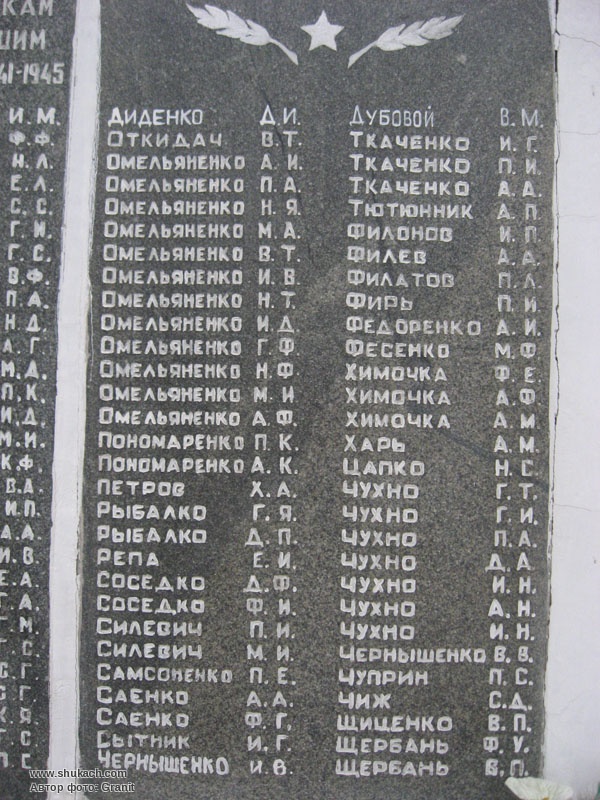 КАМ
ШИМ
41-1945
И.М.
Ф.Ф.
Н.Л.
Е.Л.
С.С.
Г.И.
Г.С.
В.Ф.
П.А.
Н.Д.
А.Г
М.Д.
П.К.
И.Д.
М.И.
К.Ф.
В.А.
И.П.
А.А.
И.В
Е.А.
Г.А.
Г.
Г.
С.
П.С.
ДИДЕНКО Д.И.
ОТКИДАЧ В.Т.
ОМЕЛЬЯНЕНКО А.И.
ОМЕЛЬЯНЕНКО П.А.
ОМЕЛЬЯНЕНКО Н.Я.
ОМЕЛЬЯНЕНКО М.А.
ОМЕЛЬЯНЕНКО В.Т.
ОМЕЛЬЯНЕНКО И.В.
ОМЕЛЬЯНЕНКО Н.Т.
ОМЕЛЬЯНЕНКО И.Д.
ОМЕЛЬЯНЕНКО Г.Ф.
ОМЕЛЬЯНЕНКО Н.Ф.
ОМЕЛЬЯНЕНКО М.И.
ОМЕЛЬЯНЕНКО А.Ф.
ПОНОМАРЕНКО П.К.
ПОНОМАРЕНКО А.К.
ПЕТРОВ Х.А.
РЫБАЛКО Г.Я.
РЫБАЛКО Д.П.
РЕПА Е.И.
СОСЕДКО Д.Ф.
СОСЕДКО Ф.И.
СИЛЕВИЧ П.И.
СИЛЕВИЧ М.И.
САМСОНЕНКО П.Е.
САЕНКО А.А.
САЕНКО Ф.Г.
СЫТНИК И.Г.
ЧЕРНЫШЕНКО И.В.
ДУБОВОЙ В.М.
ТКАЧЕНКО И.Г.
ТКАЧЕНКО П.И.
ТКАЧЕНКО А.А.
ТЮТЮННИК А.П
ФИЛОНОВ И.П
ФИЛЕВ А.А.
ФИЛАТОВ П.Л.
ФИРЬ П.И
ФЕДОРЕНКО А.И.
ФЕСЕНКО М.Ф
ХИМОЧКА Ф.Е.
ХИМОЧКА А.Ф.
ХИМОЧКА А.М
ХАРЬ А.М.
ЦАПКО Н.С.
ЧУХНО Г.Т.
ЧУХНО Г.И.
ЧУХНО П.А.
ЧУХНО Д.А.
ЧУХНО И.Н.
ЧУХНО А.Н.
ЧУХНО И.Н.
ЧЕРНЫШЕНКО В.В.
ЧУПРИН П.С.
ЧИЖ С.Д.
ЩИЩЕНКО В.П.
ЩЕРБАНЬ Ф.У.
ЩЕРБАНЬ В.П.
www.shukach.com
Автор фото: Granit